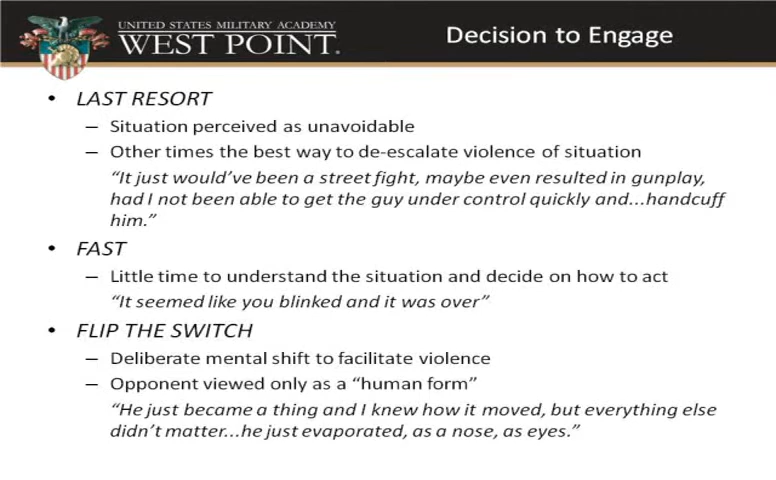 UNITED STATES MILITARY ACADEMY
WEST POINT.
Decision to Engage
• LAST RESORT
– Situation perceived as unavoidable
– Other times the best way to de-escalate violence of situation
“It just would’ve been a street fight, maybe even resulted in gunplay,
had I not been able to get the guy under control quickly and...handcuff
him.”
• FAST
– Little time to understand the situation and decide on how to act
“It seemed like you blinked and it was over”
• FLIP THE SWITCH
– Deliberate mental shift to facilitate violence
– Opponent viewed only as a “human form”
“He just became a thing and I knew how it moved, but everything else
didn’t matter...he just evaporated, as a nose, as eyes.”